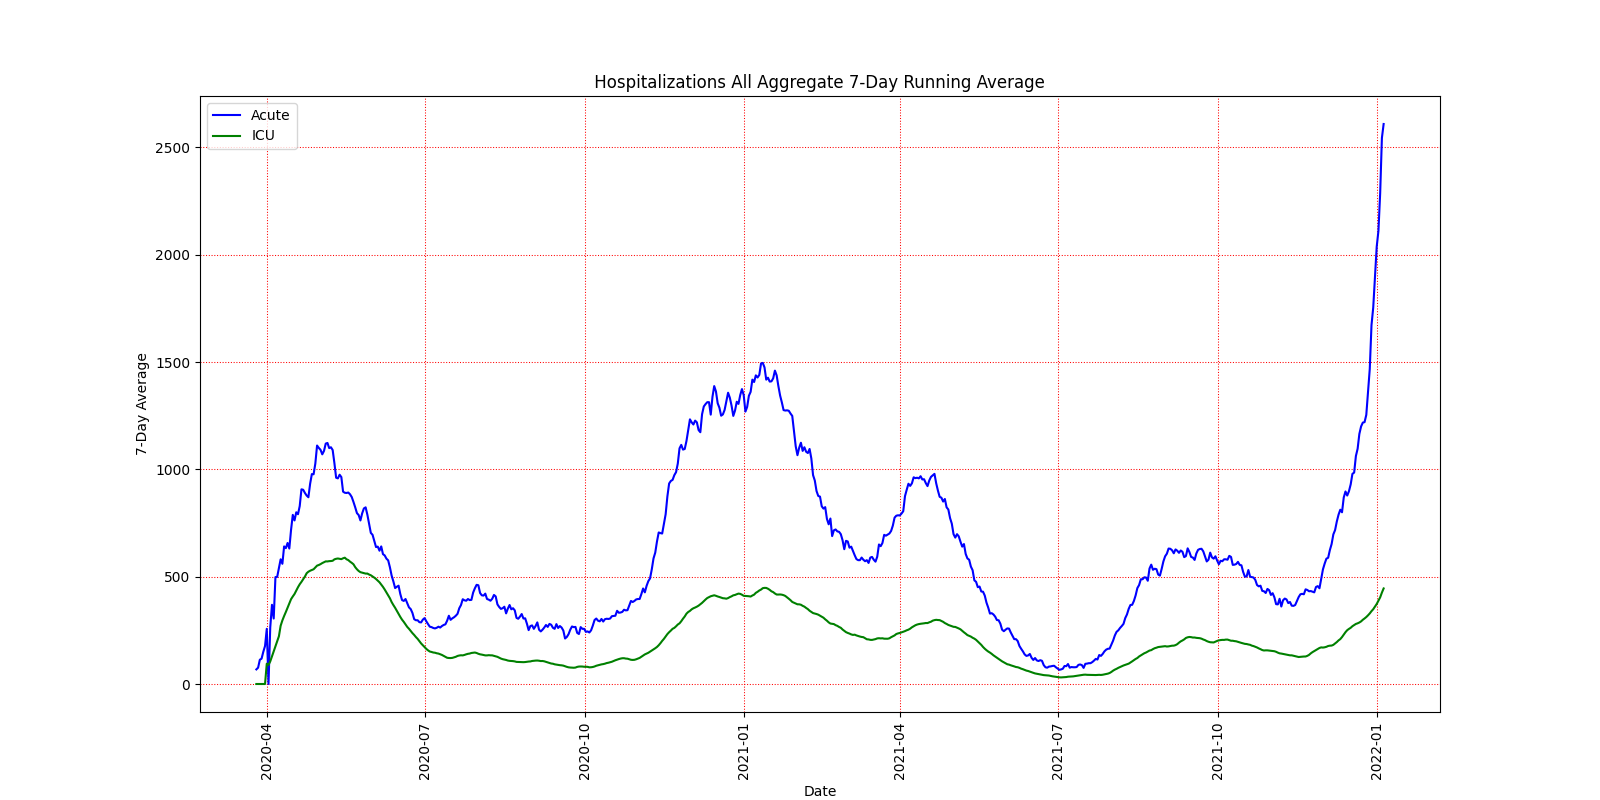 Hospitalizations All Aggregate 7-Day Running Average
Acute
ICU
7-Day Average
2500
2000
1500
1000
500
0
2020-04
2020-07
2020-10
2021-01
2021-04
2021-07
2021-10
2022-01
Date